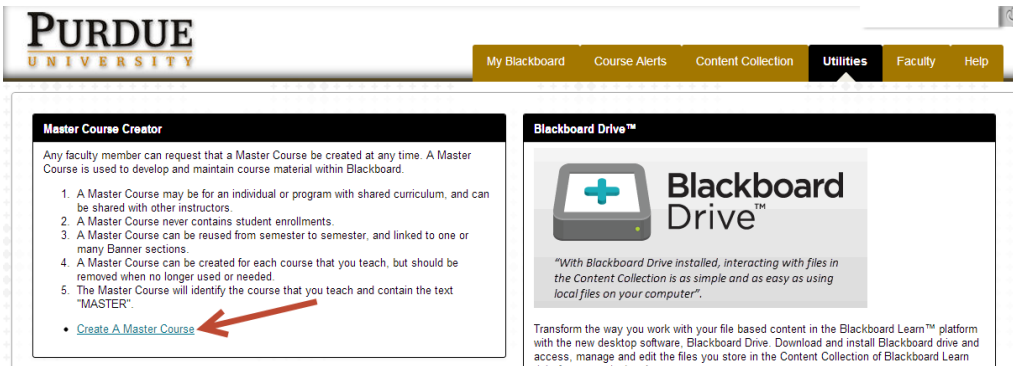 PURDUE
UNIVERSITY
My Blackboard Course Alerts Content Collection Utilities Faculty Help
Master Course Creator
Any faculty member can request that a Master Course be created at any time. A Master
Course is used to develop and maintain course material within Blackboard.
1. A Master Course may be for an individual or program with shared curriculum, and can
be shared with other instructors.
2. A Master Course never contains student enrollments.
3. A Master Course can be reused from semester to semester, and linked to one or
many Banner sections.
4. A Master Course can be created for each course that you teach, but should be
removed when no longer used or needed.
5. The Master Course will identify the course that you teach and contain the text
"MASTER".
• Create A Master Course
Blackboard Drive™
Blackboard
Drive™
“With Blackboard Drive installed, interacting with files in
the Content Collection is as simple and as easy as using
local files on your computer”.
Transform the way you work with your file based content in the Blackboard Learn™ platform
with the new desktop software, Blackboard Drive. Download and install Blackboard drive and
access, manage and edit the files you store in the Content Collection of Blackboard Learn